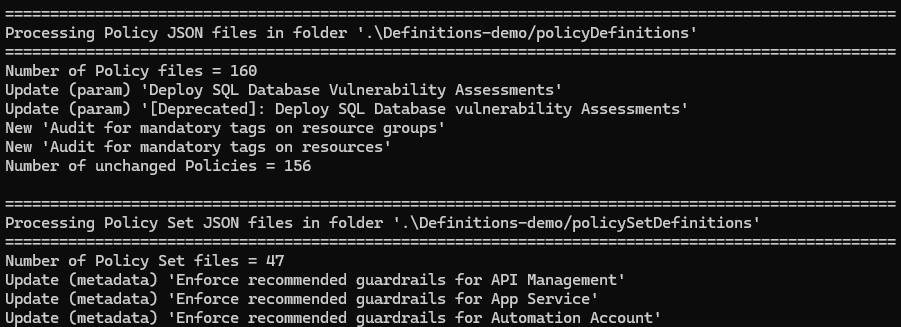 ===================================================================================================
Processing Policy JSON files in folder '.\Definitions-demo/policyDefinitions'
===================================================================================================
Number of Policy files = 160
Update (param) 'Deploy SQL Database Vulnerability Assessments'
Update (param) '[Deprecated]: Deploy SQL Database vulnerability Assessments'
New 'Audit for mandatory tags on resource groups'
New 'Audit for mandatory tags on resources'
Number of unchanged Policies = 156
===================================================================================================
Processing Policy Set JSON files in folder '.\Definitions-demo/policySetDefinitions'
===================================================================================================
Number of Policy Set files = 47
Update (metadata) 'Enforce recommended guardrails for API Management'
Update (metadata) 'Enforce recommended guardrails for App Service'
Update (metadata) 'Enforce recommended guardrails for Automation Account'